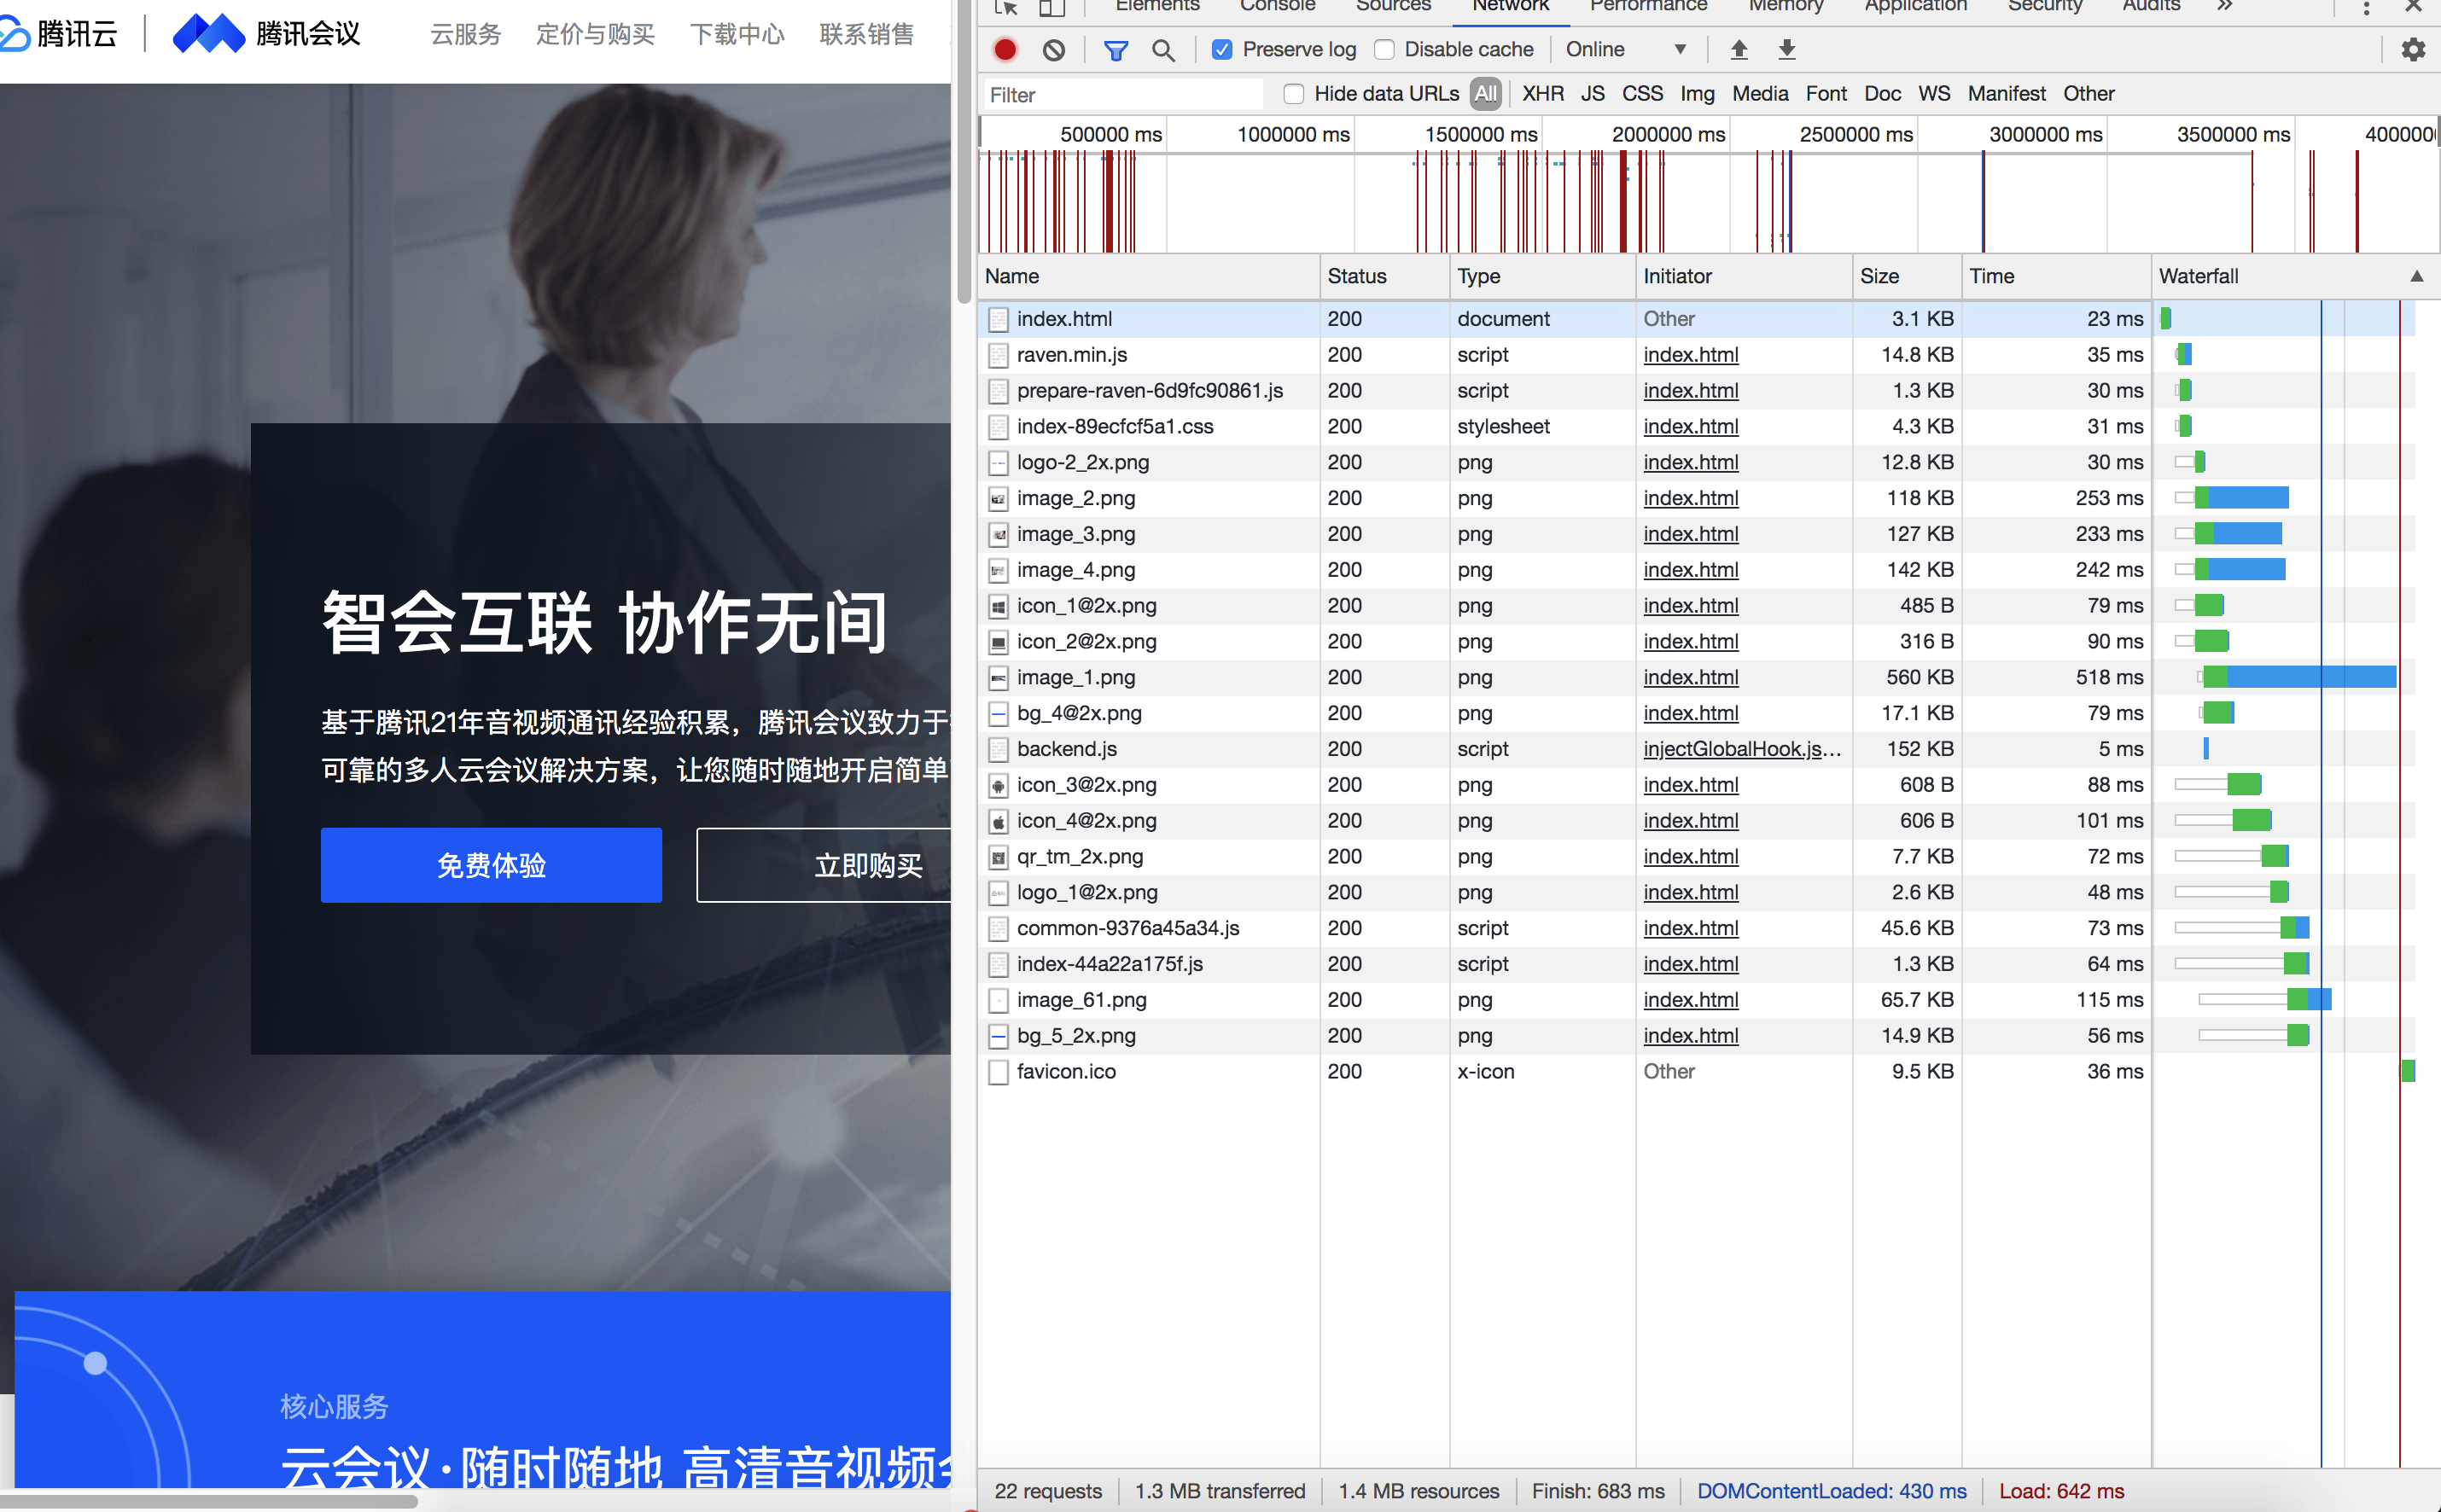 腾讯云 腾讯会议 云服务 定价与购买 下载中心 联系销售
智会互联 协作无间
基于腾讯21年音视频通讯经验积累，腾讯会议致力于
可靠的多人云会议解决方案，让您随时随地开启简单
免费体验 立即购买
核心服务
云会议·随时随地 高清音视频会
Elements Console Sources Network Performance Memory Application Security Audits »
Preserve log Disable cache Online
Filter Hide data URLs All XHR JS CSS Img Media Font Doc WS Manifest Other
500000 ms 1000000 ms 1500000 ms 2000000 ms 2500000 ms 3000000 ms 3500000 ms 400000
Name Status Type Initiator Size Time Waterfall
index.html 200 document Other 3.1 KB 23 ms
raven.min.js 200 script index.html 14.8 KB 35 ms
prepare-raven-6d9fc90861.js 200 script index.html 1.3 KB 30 ms
index-89ecfcf5a1.css 200 stylesheet index.html 4.3 KB 31 ms
logo-2_2x.png 200 png index.html 12.8 KB 30 ms
image_2.png 200 png index.html 118 KB 253 ms
image_3.png 200 png index.html 127 KB 233 ms
image_4.png 200 png index.html 142 KB 242 ms
icon_1@2x.png 200 png index.html 485 B 79 ms
icon_2@2x.png 200 png index.html 316 B 90 ms
image_1.png 200 png index.html 560 KB 518 ms
bg_4@2x.png 200 png index.html 17.1 KB 79 ms
backend.js 200 script injectGlobalHook.js… 152 KB 5 ms
icon_3@2x.png 200 png index.html 608 B 88 ms
icon_4@2x.png 200 png index.html 606 B 101 ms
qr_tm_2x.png 200 png index.html 7.7 KB 72 ms
logo_1@2x.png 200 png index.html 2.6 KB 48 ms
common-9376a45a34.js 200 script index.html 45.6 KB 73 ms
index-44a22a175f.js 200 script index.html 1.3 KB 64 ms
image_61.png 200 png index.html 65.7 KB 115 ms
bg_5_2x.png 200 png index.html 14.9 KB 56 ms
favicon.ico 200 x-icon Other 9.5 KB 36 ms
22 requests 1.3 MB transferred 1.4 MB resources Finish: 683 ms DOMContentLoaded: 430 ms Load: 642 ms